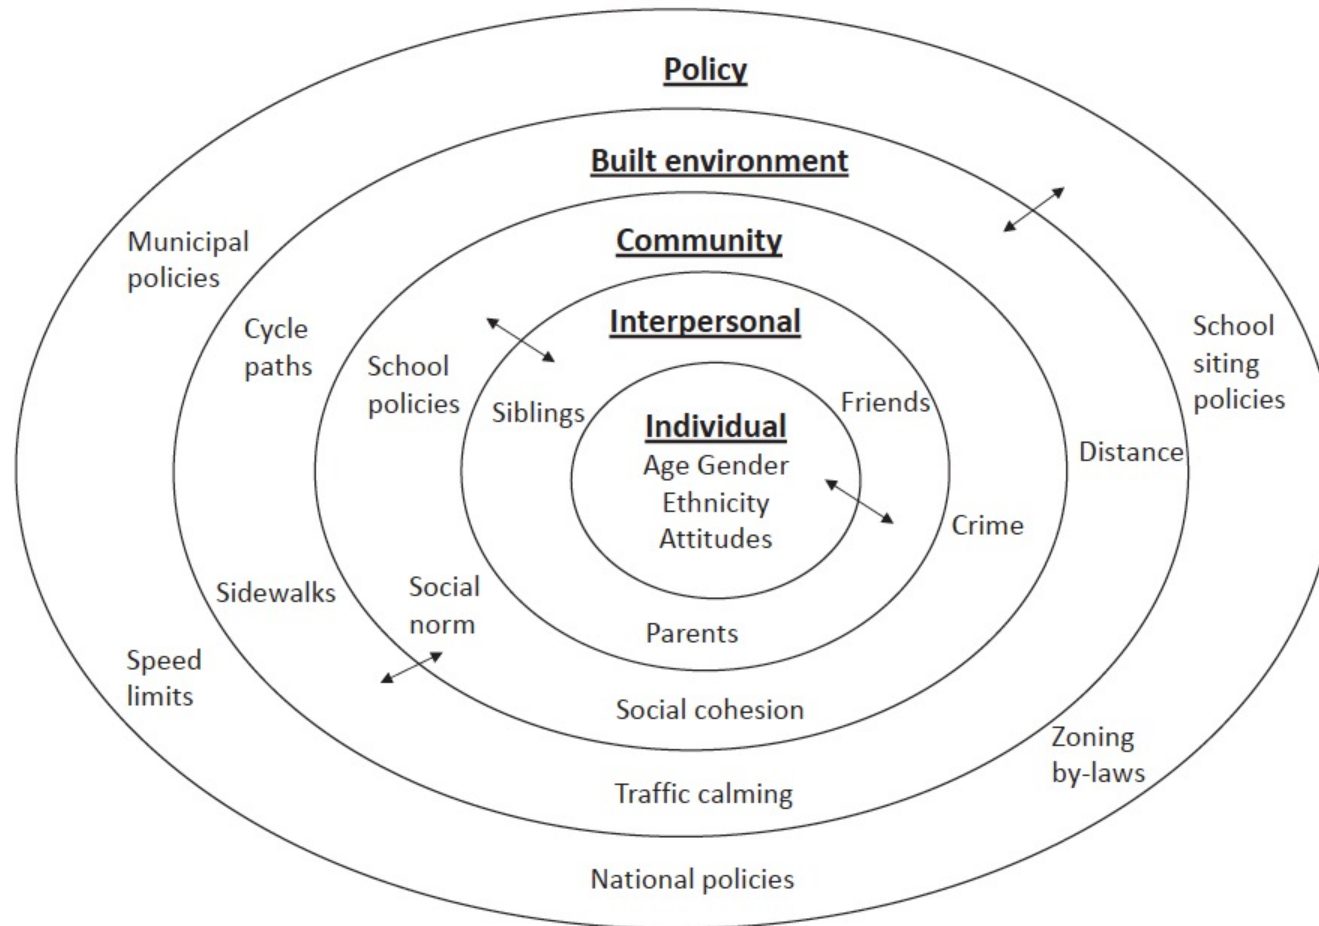 Policy
Built environment
Community
Interpersonal
Individual
Age Gender
Ethnicity
Attitudes
Municipal
policies
Cycle
paths
School
policies
Siblings
Friends
School
siting
policies
Distance
Crime
Sidewalks
Social
norm
Parents
Speed
limits
Social cohesion
Zoning
by-laws
Traffic calming
National policies